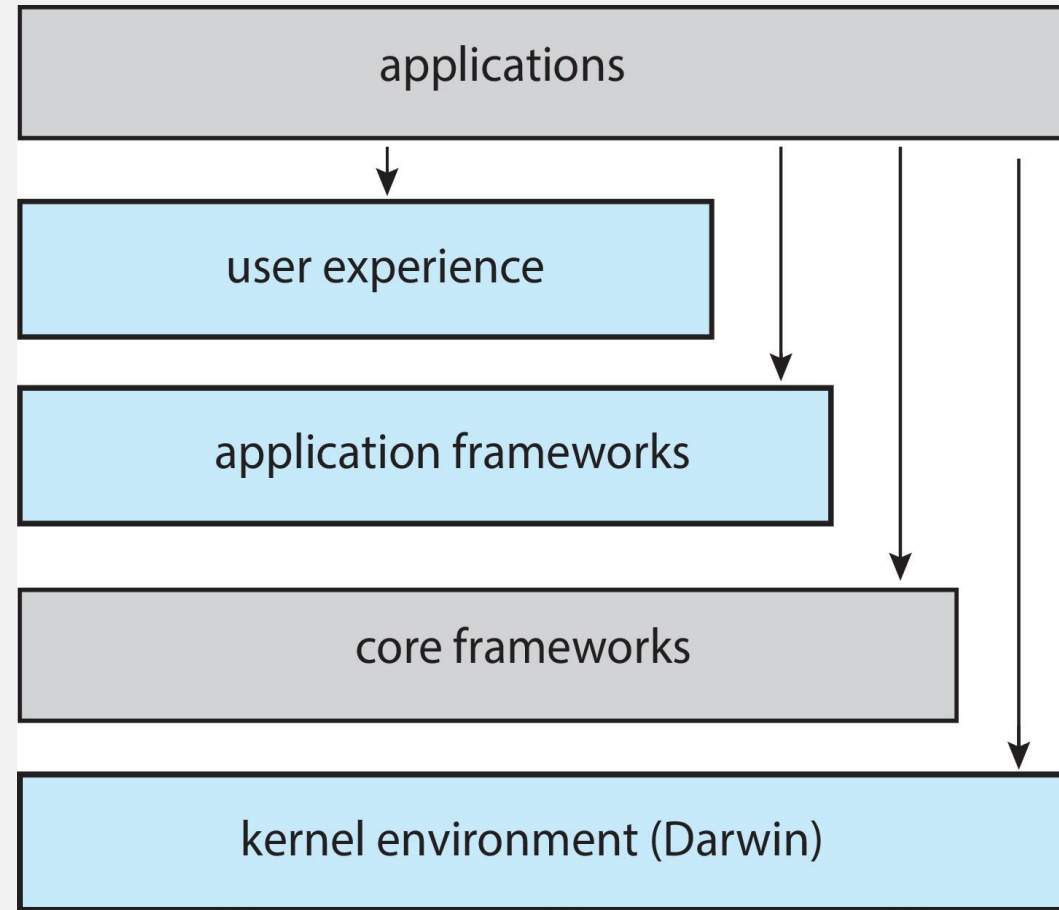 applications
user experience
application frameworks
core frameworks
kernel environment (Darwin)